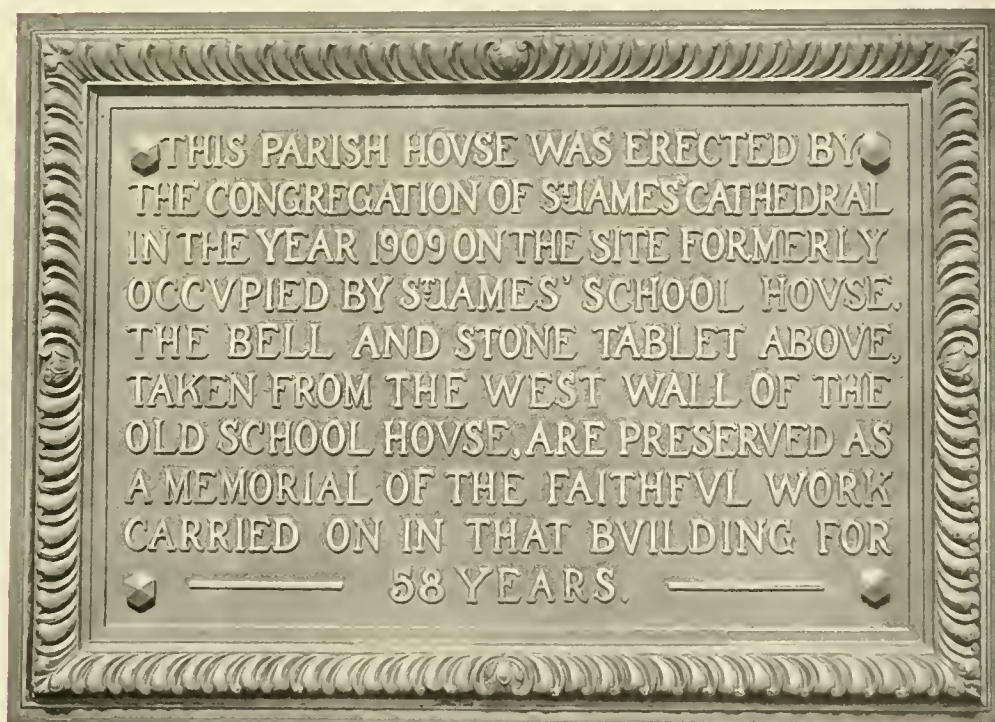 THIS PARISH HOVSE WAS ERECTED BY
THE CONGREGATION OF ST JAMES' CATHEDRAL
IN THE YEAR 1909 ON THE SITE FORMERLY
OCCVPIED BY ST JAMES' SCHOOL HOVSE.
THE BELL AND STONE TABLET ABOVE,
TAKEN FROM THE WEST WALL OF THE
OLD SCHOOL HOVSE, ARE PRESERVED AS
A MEMORIAL OF THE FAITHFVL WORK
CARRIED ON IN THAT BVILDING FOR
58 YEARS.